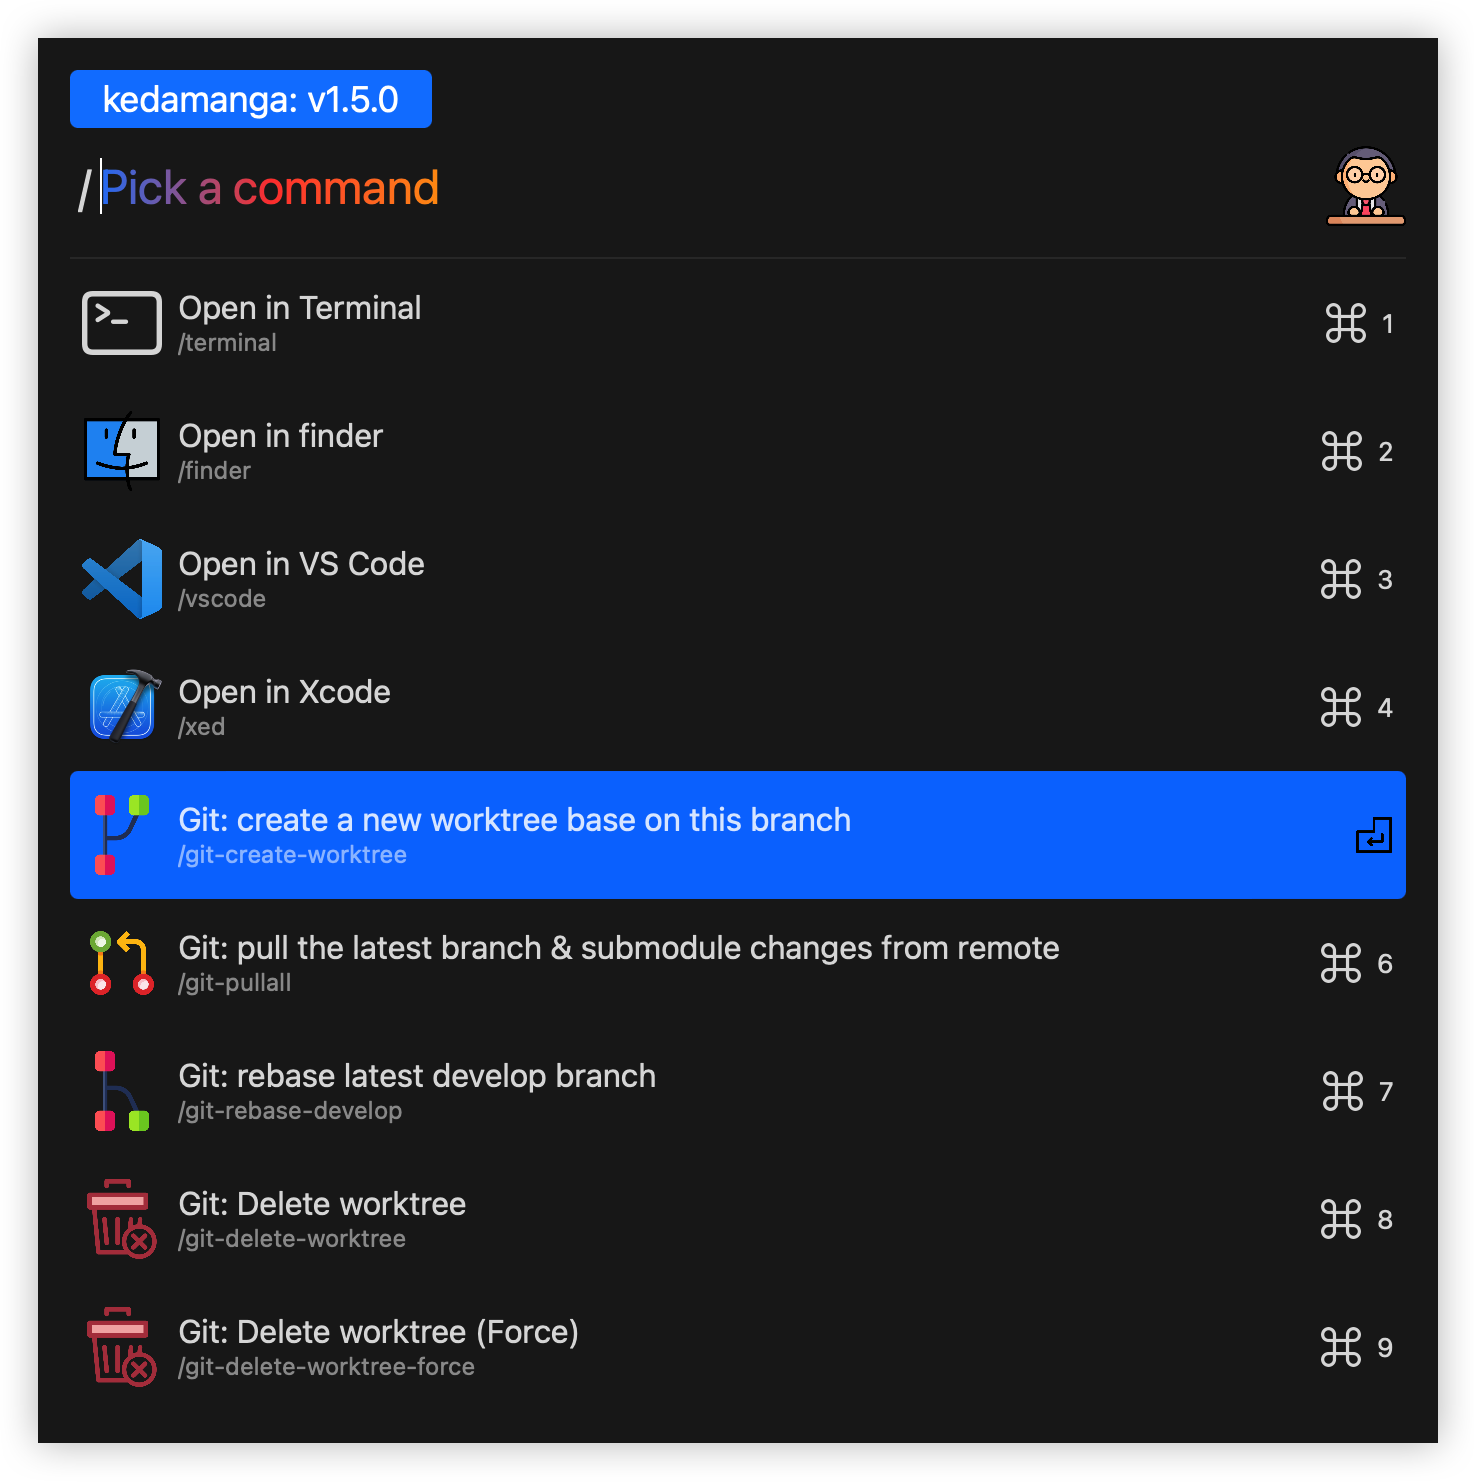 kedamanga: v1.5.0
/Pick a command
Open in Terminal
/terminal
⌘ 1
Open in finder
/finder
⌘ 2
Open in VS Code
/vscode
⌘ 3
Open in Xcode
/xed
⌘ 4
Git: create a new worktree base on this branch
/git-create-worktree
Git: pull the latest branch & submodule changes from remote
/git-pullall
⌘ 6
Git: rebase latest develop branch
/git-rebase-develop
⌘ 7
Git: Delete worktree
/git-delete-worktree
⌘ 8
Git: Delete worktree (Force)
/git-delete-worktree-force
⌘ 9